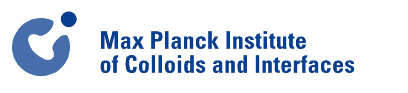 Max Planck Institute
of Colloids and Interfaces